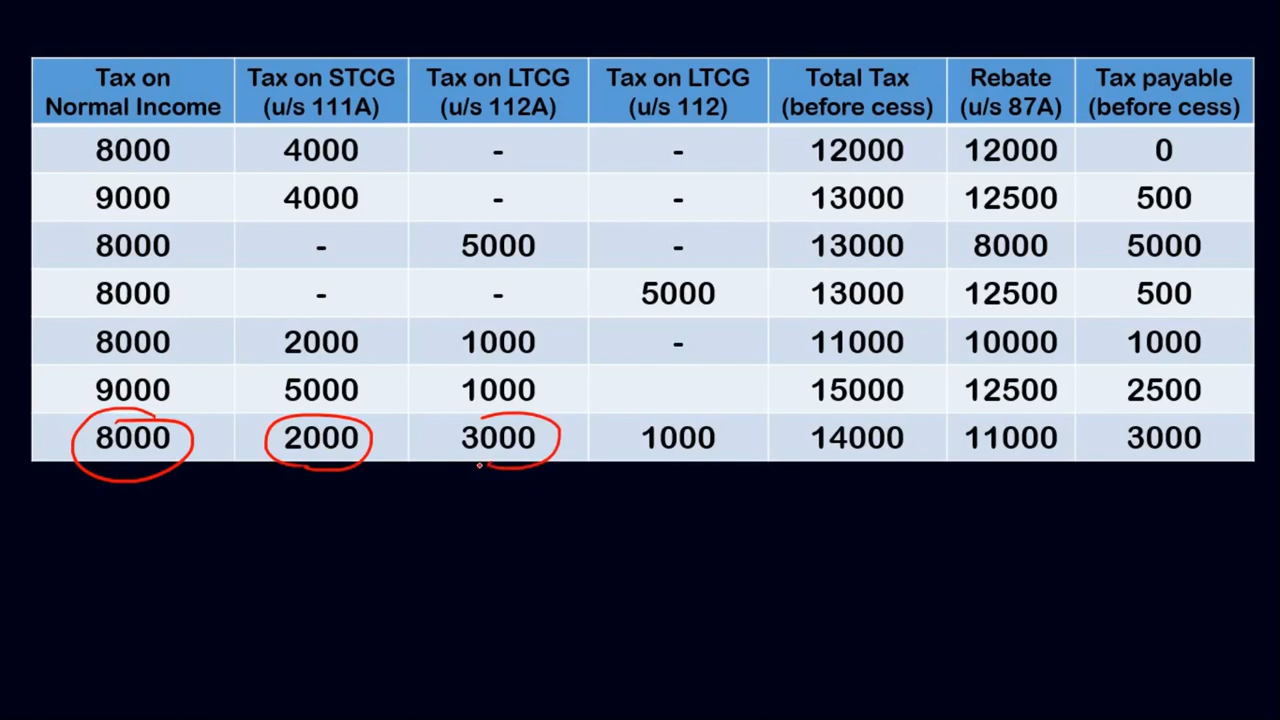 Tax on Normal Income Tax on STCG (u/s 111A) Tax on LTCG (u/s 112A) Tax on LTCG (u/s 112) Total Tax (before cess) Rebate (u/s 87A) Tax payable (before cess)
8000 4000 - - 12000 12000 0
9000 4000 - - 13000 12500 500
8000 - 5000 - 13000 8000 5000
8000 - - 5000 13000 12500 500
8000 2000 1000 - 11000 10000 1000
9000 5000 1000 15000 12500 2500
8000 2000 3000 1000 14000 11000 3000